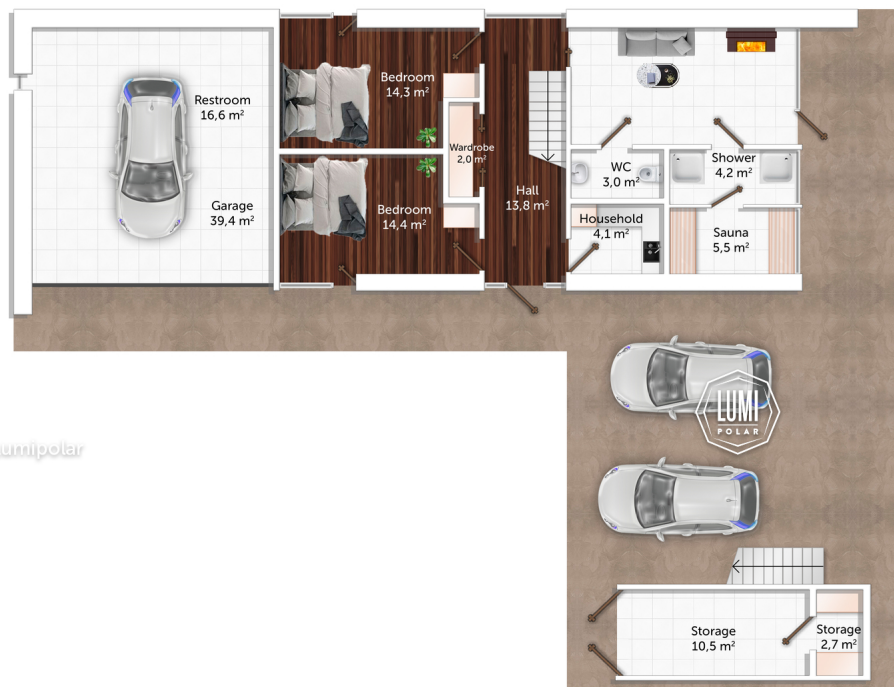 Restroom
16,6 m²
Garage
39,4 m²
Bedroom
14,3 m²
Wardrobe
2,0 m²
Bedroom
14,4 m²
Hall
13,8 m²
WC
3,0 m²
Shower
4,2 m²
Household
4,1 m²
Sauna
5,5 m²
LUMI
POLAR
umipolar
Storage
10,5 m²
Storage
2,7 m²